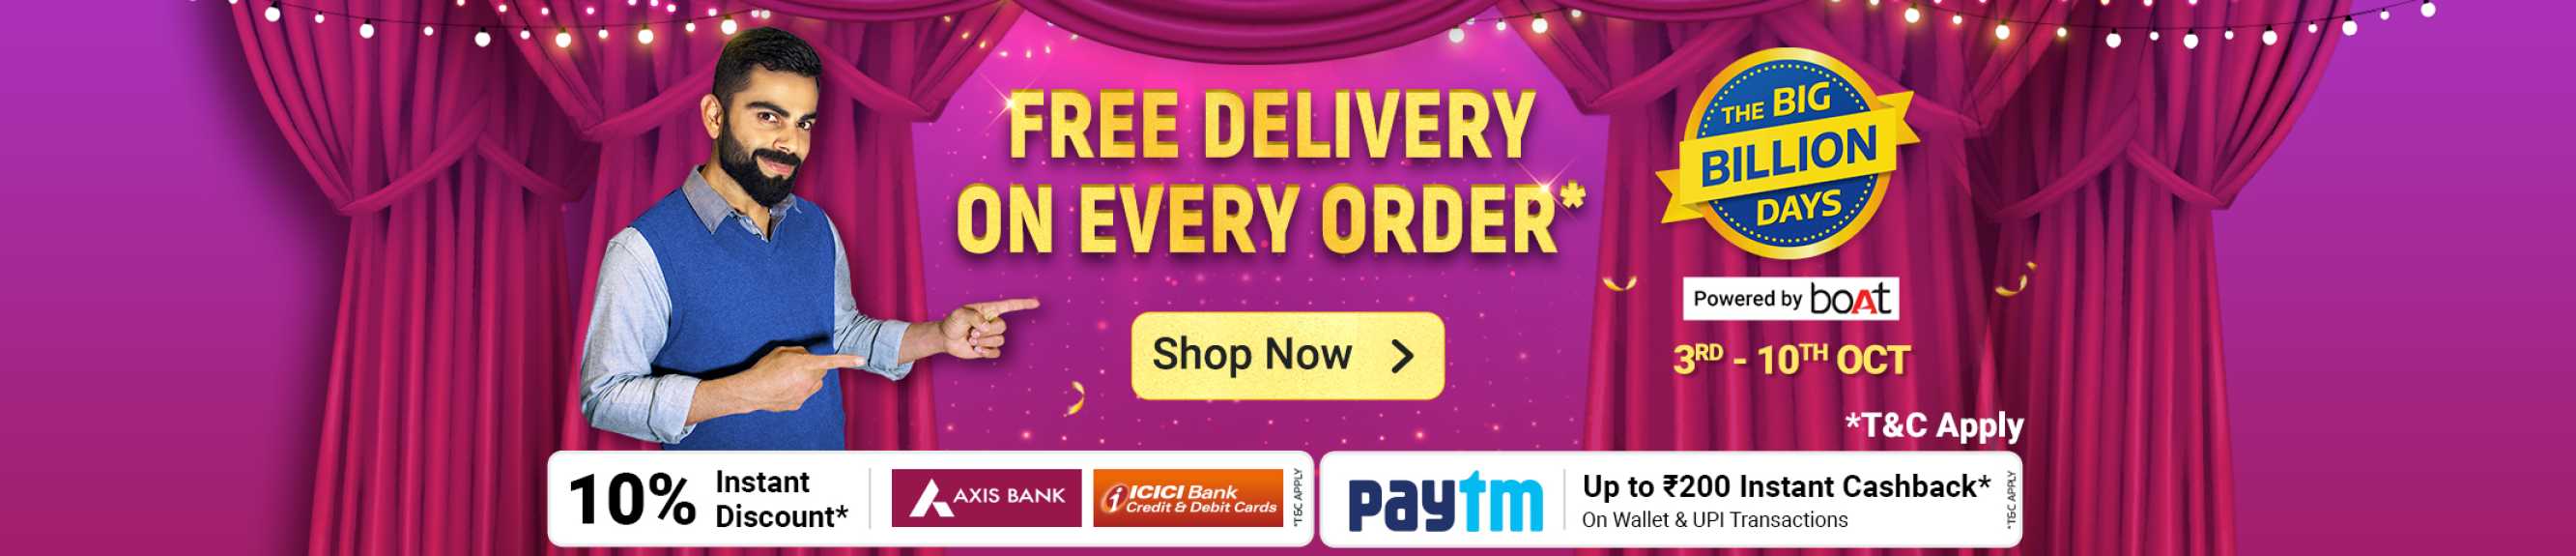 FREE DELIVERY
ON EVERY ORDER*
Shop Now
THE BIG
BILLION
DAYS
Powered by boAt
3RD - 10TH OCT
*T&C Apply
10% Instant
Discount*
AXIS BANK
ICICI Bank
Credit & Debit Cards
*T&C APPLY
paytm
Up to ₹200 Instant Cashback*
On Wallet & UPI Transactions
*T&C APPLY